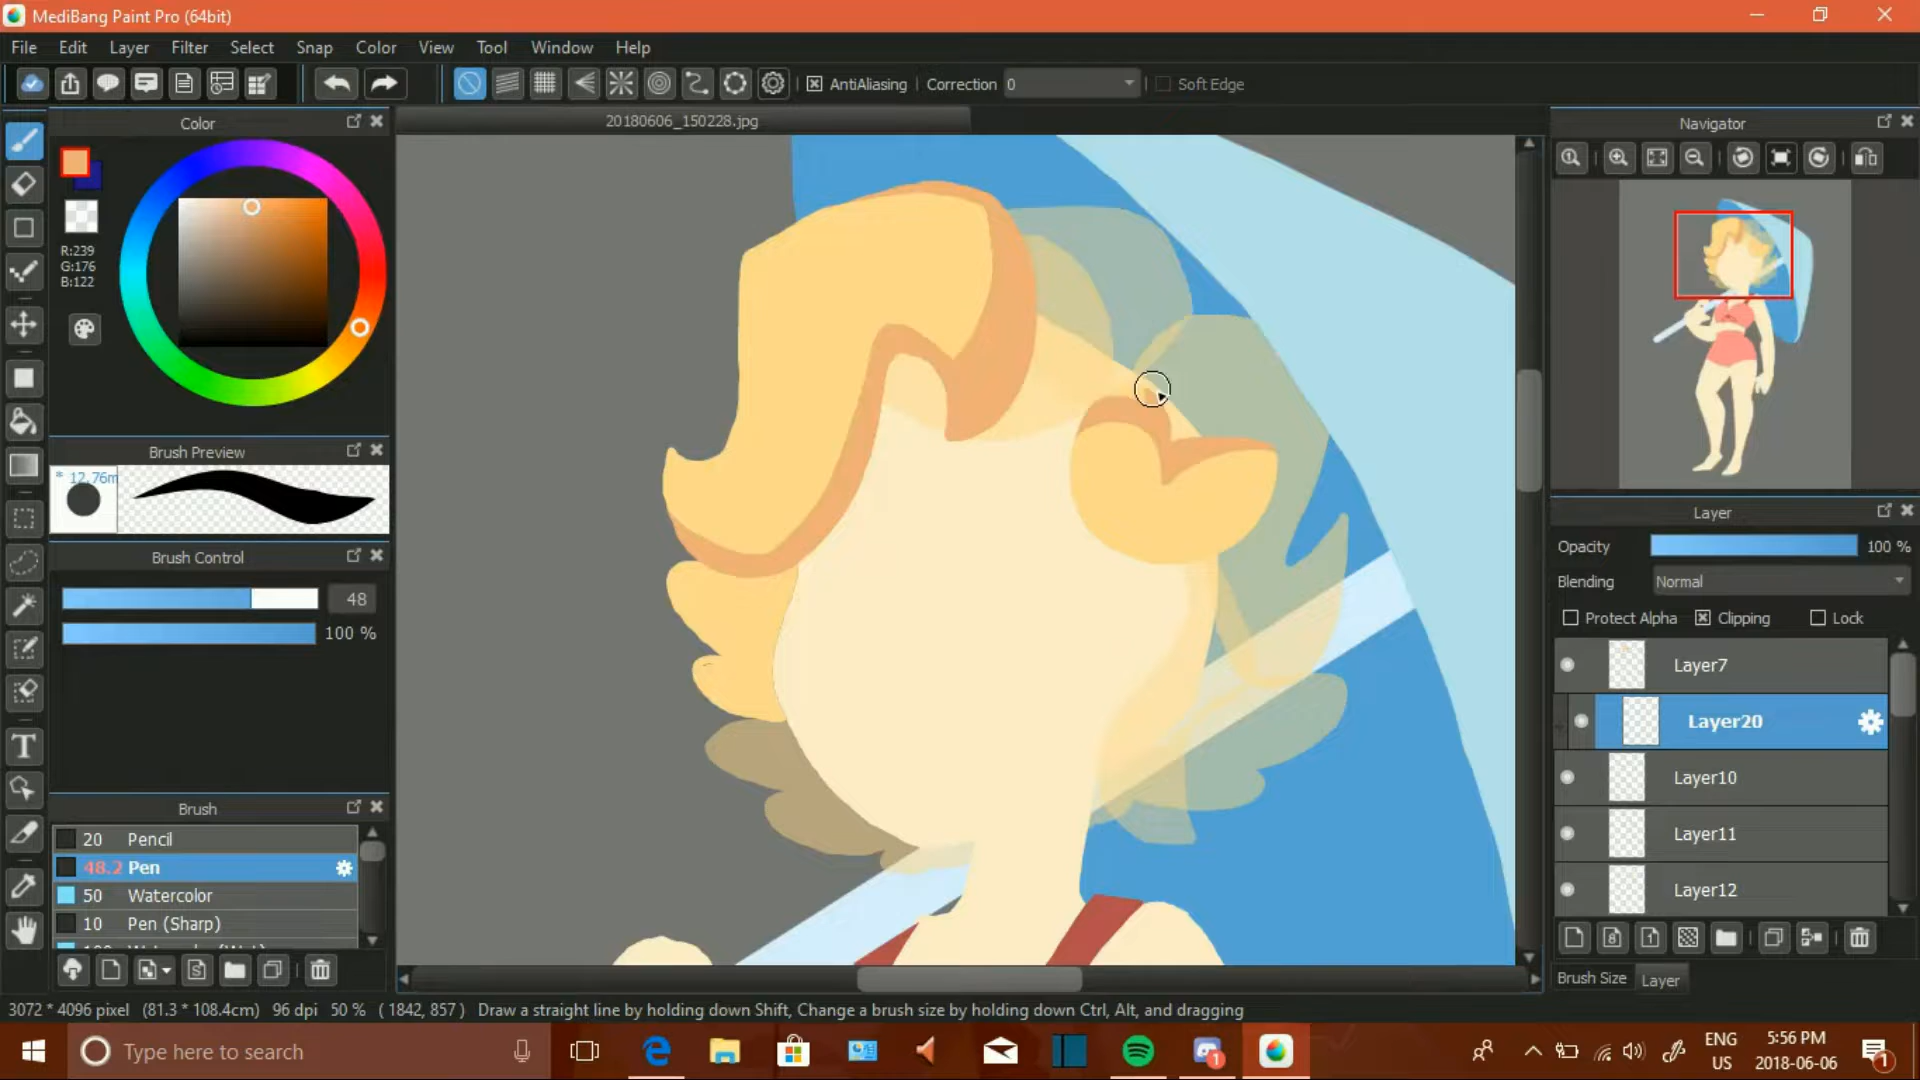 MediBang Paint Pro (64bit)
File Edit Layer Filter Select Snap Color View Tool Window Help
AntiAliasing Correction 0 Soft Edge
Color
20180606_150228.jpg
Navigator
R:239
G:176
B:122
Brush Preview
* 12.76m
Brush Control
48
100 %
Layer
Opacity 100 %
Blending Normal
Protect Alpha Clipping Lock
Layer7
Layer20
Layer10
Layer11
Layer12
Brush
20 Pencil
48.2 Pen
50 Watercolor
10 Pen (Sharp)
Brush Size Layer
3072 * 4096 pixel (81.3 * 108.4cm) 96 dpi 50 % ( 1842, 857 ) Draw a straight line by holding down Shift, Change a brush size by holding down Ctrl, Alt, and dragging
Type here to search
ENG
US
5:56 PM
2018-06-06